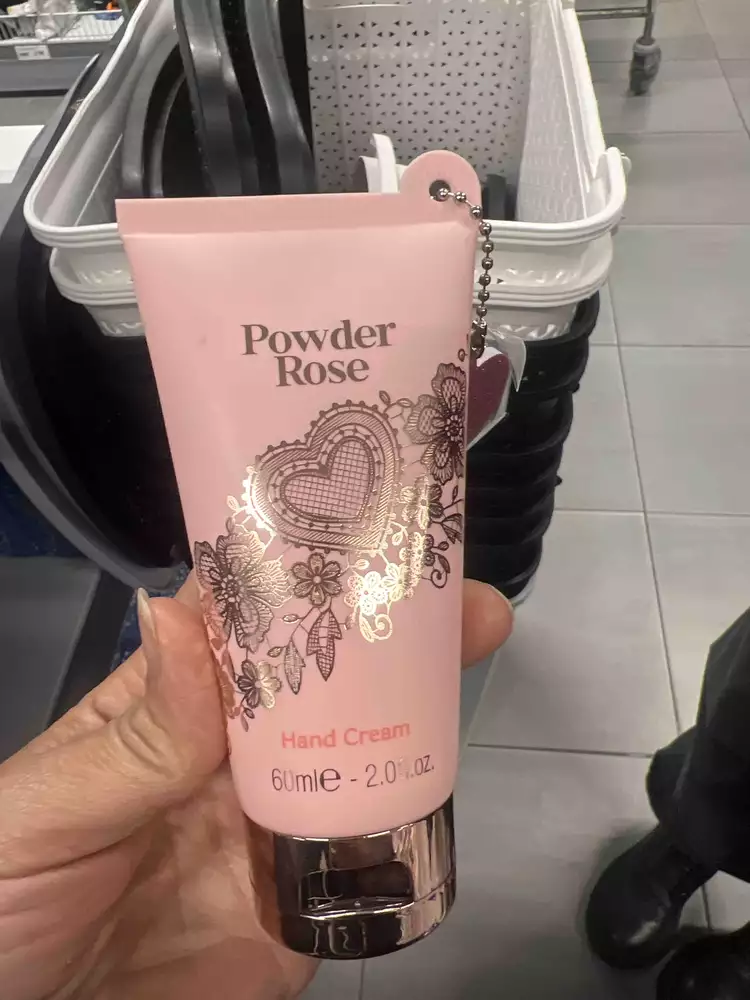 Powder
Rose
Hand Cream
60ml℮ - 2.0 oz.